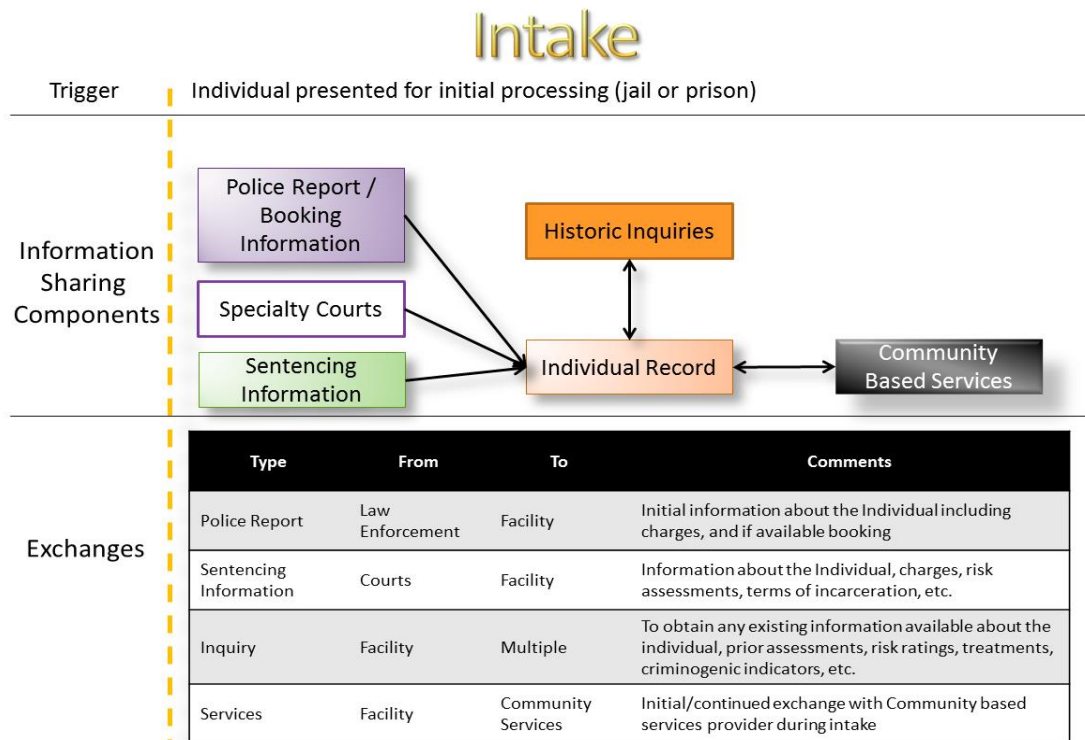 Intake
Trigger
Individual presented for initial processing (jail or prison)
Information
Sharing
Components
Police Report /
Booking
Information
Specialty Courts
Sentencing
Information
Historic Inquiries
Individual Record
Community
Based Services
Exchanges
Type From To Comments
Police Report
Law
Enforcement
Facility
Initial information about the Individual including
charges, and if available booking
Sentencing
Information
Courts
Facility
Information about the Individual, charges, risk
assessments, terms of incarceration, etc.
Inquiry
Facility
Multiple
To obtain any existing information available about the
individual, prior assessments, risk ratings, treatments,
criminogenic indicators, etc.
Services
Facility
Community
Services
Initial/continued exchange with Community based
services provider during intake